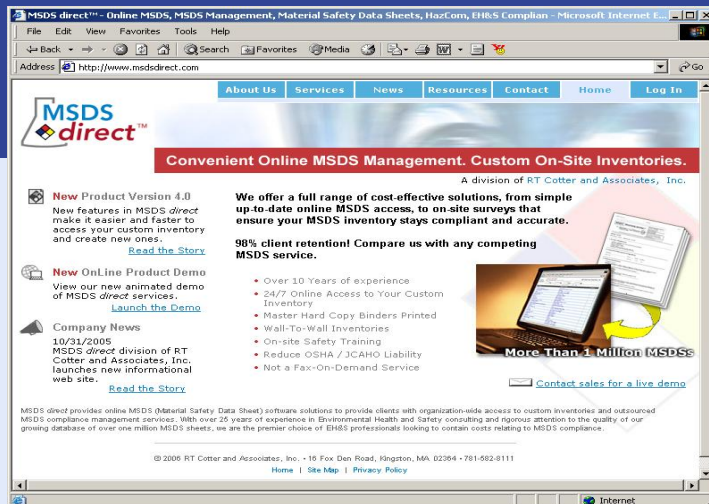 MSDS direct™ - Online MSDS, MSDS Management, Material Safety Data Sheets, HazCom, EH&S Complian - Microsoft Internet E...
File Edit View Favorites Tools Help
Back Search Favorites Media
Address http://www.msdsdirect.com Go
About Us Services News Resources Contact Home Log In
MSDS
direct™
Convenient Online MSDS Management. Custom On-Site Inventories.
A division of RT Cotter and Associates, Inc.
New Product Version 4.0
New features in MSDS direct
make it easier and faster to
access your custom inventory
and create new ones.
Read the Story
New OnLine Product Demo
View our new animated demo
of MSDS direct services.
Launch the Demo
Company News
10/31/2005
MSDS direct division of RT
Cotter and Associates, Inc.
launches new informational
web site.
Read the Story
We offer a full range of cost-effective solutions, from simple
up-to-date online MSDS access, to on-site surveys that
ensure your MSDS inventory stays compliant and accurate.
98% client retention! Compare us with any competing
MSDS service.
• Over 10 Years of experience
• 24/7 Online Access to Your Custom
Inventory
• Master Hard Copy Binders Printed
• Wall-To-Wall Inventories
• On-site Safety Training
• Reduce OSHA / JCAHO Liability
• Not a Fax-On-Demand Service
More Than 1 Million MSDSs
Contact sales for a live demo
MSDS direct provides online MSDS (Material Safety Data Sheet) software solutions to provide clients with organization-wide access to custom inventories and outsourced
MSDS compliance management services. With over 25 years of experience in Environmental Health and Safety consulting and rigorous attention to the quality of our
growing database of over one million MSDS sheets, we are the premier choice of EH&S professionals looking to contain costs relating to MSDS compliance.
© 2006 RT Cotter and Associates, Inc. • 16 Fox Den Road, Kingston, MA 02364 • 781-582-8111
Home | Site Map | Privacy Policy
Internet